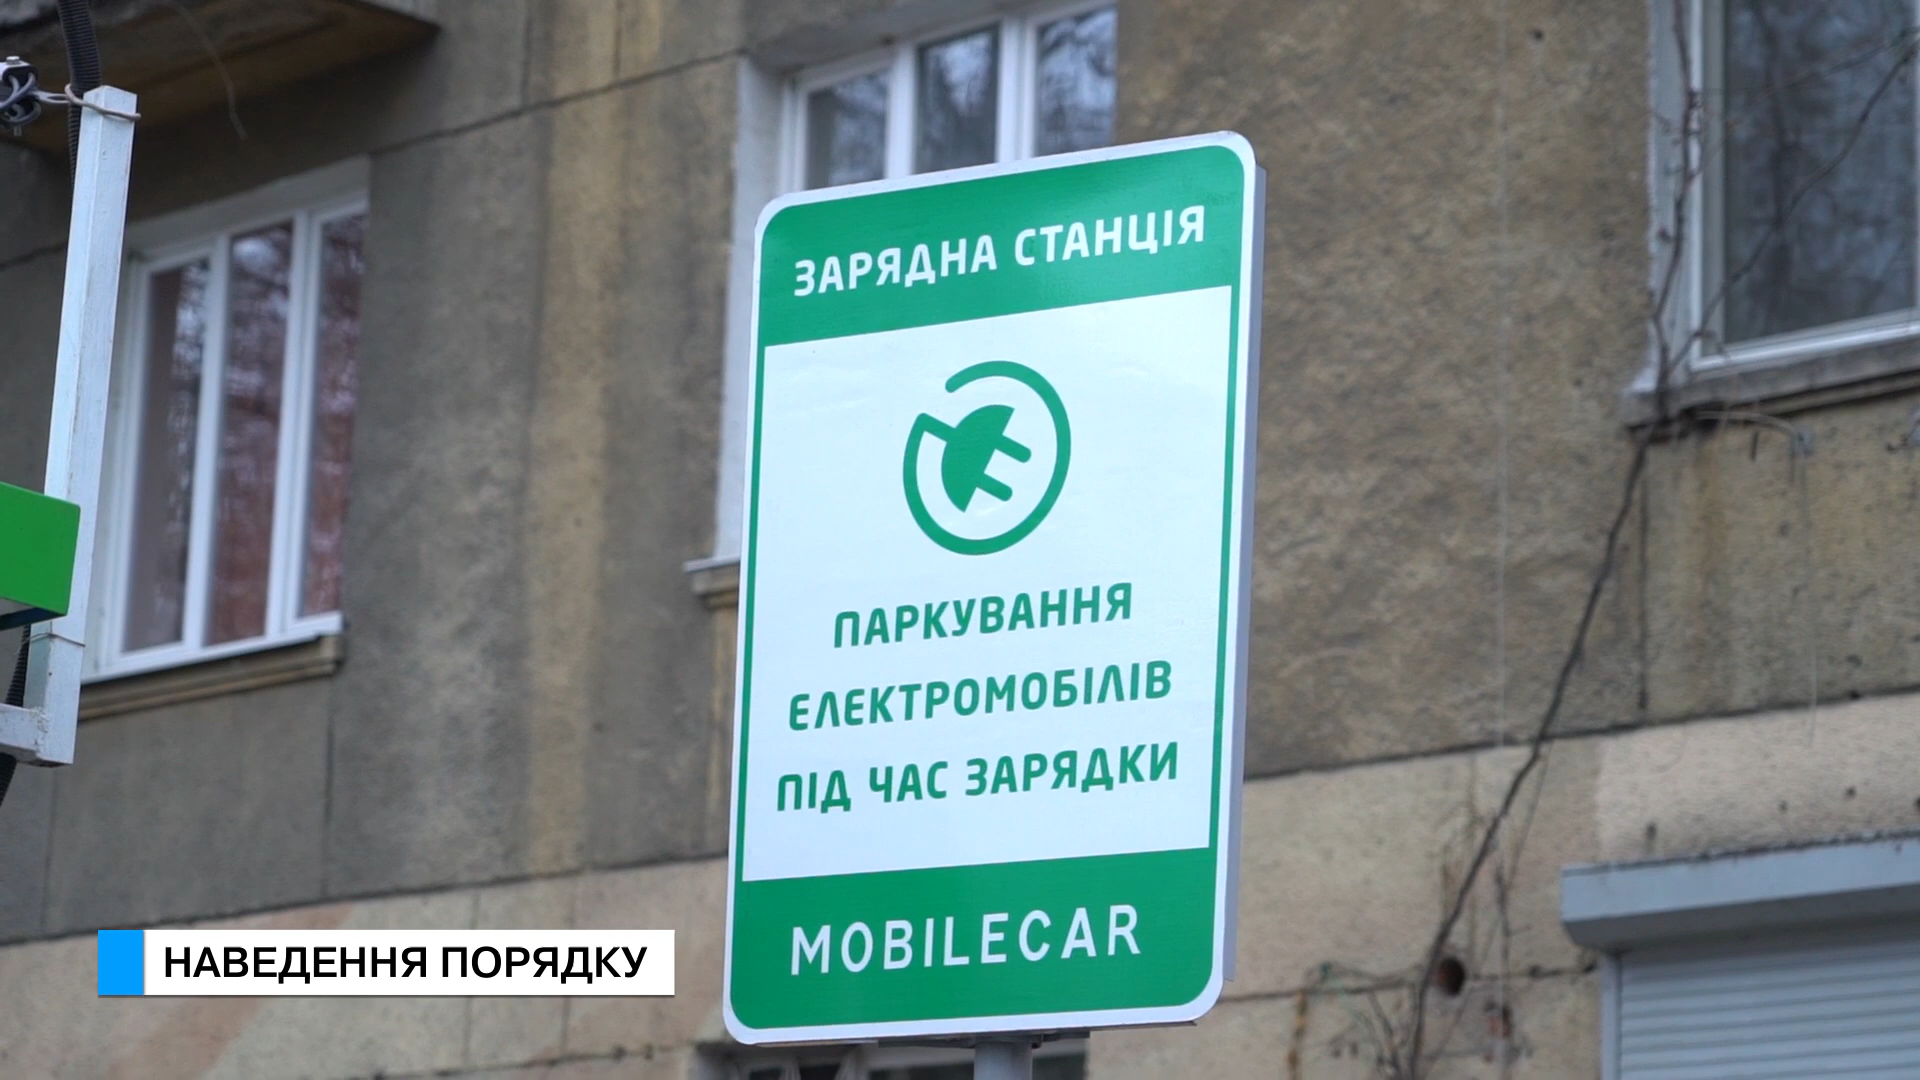 ЗАРЯДНА СТАНЦІЯ
ПАРКУВАННЯ
ЕЛЕКТРОМОБІЛІВ
ПІД ЧАС ЗАРЯДКИ
MOBILECAR
НАВЕДЕННЯ ПОРЯДКУ